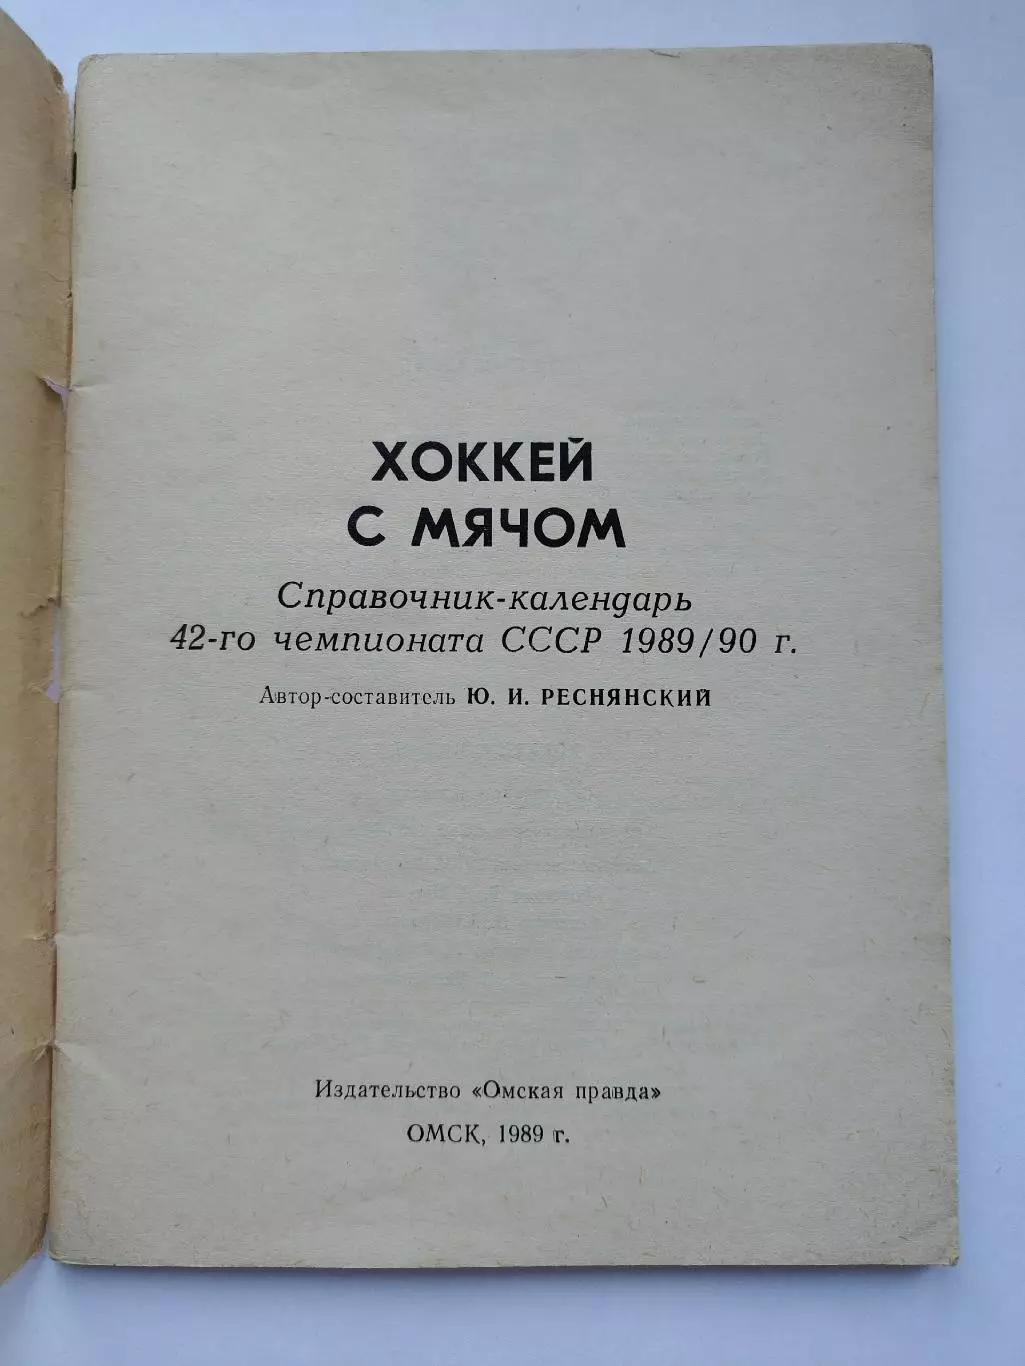 ХОККЕЙ
С МЯЧОМ
Справочник-календарь
42-го чемпионата СССР 1989/90 г.
Автор-составитель Ю. И. РЕСНЯНСКИЙ
Издательство «Омская правда»
ОМСК, 1989 г.